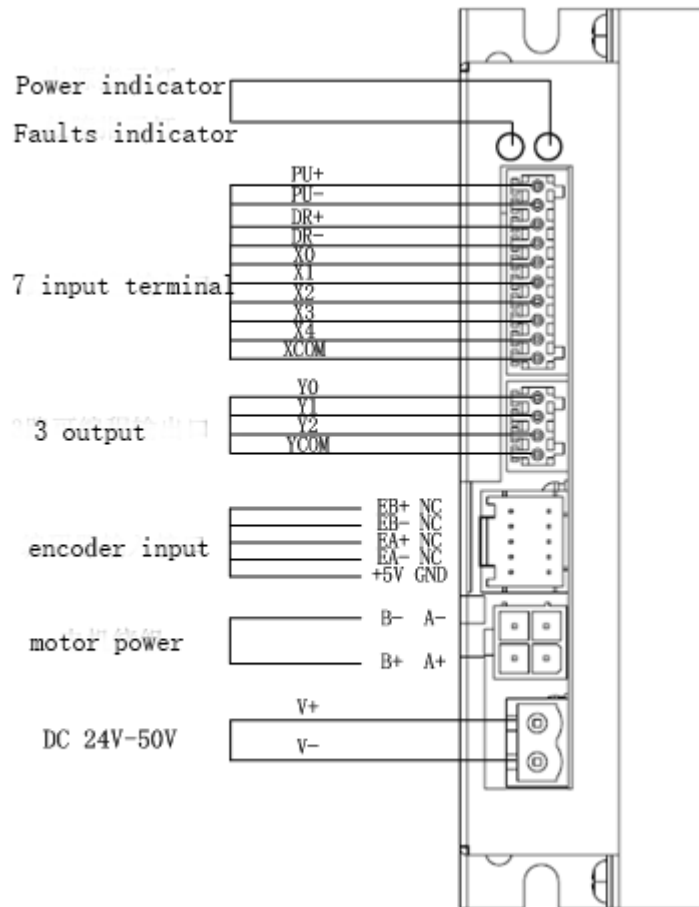 Power indicator
Faults indicator
PU+
PU-
DR+
DR-
X0
X1
7 input terminal
X2
X3
X4
XCOM
Y0
Y1
3 output
Y2
YCOM
EB+ NC
EB- NC
encoder input
EA+ NC
EA- NC
+5V GND
B- A-
motor power
B+ A+
V+
DC 24V-50V
V-